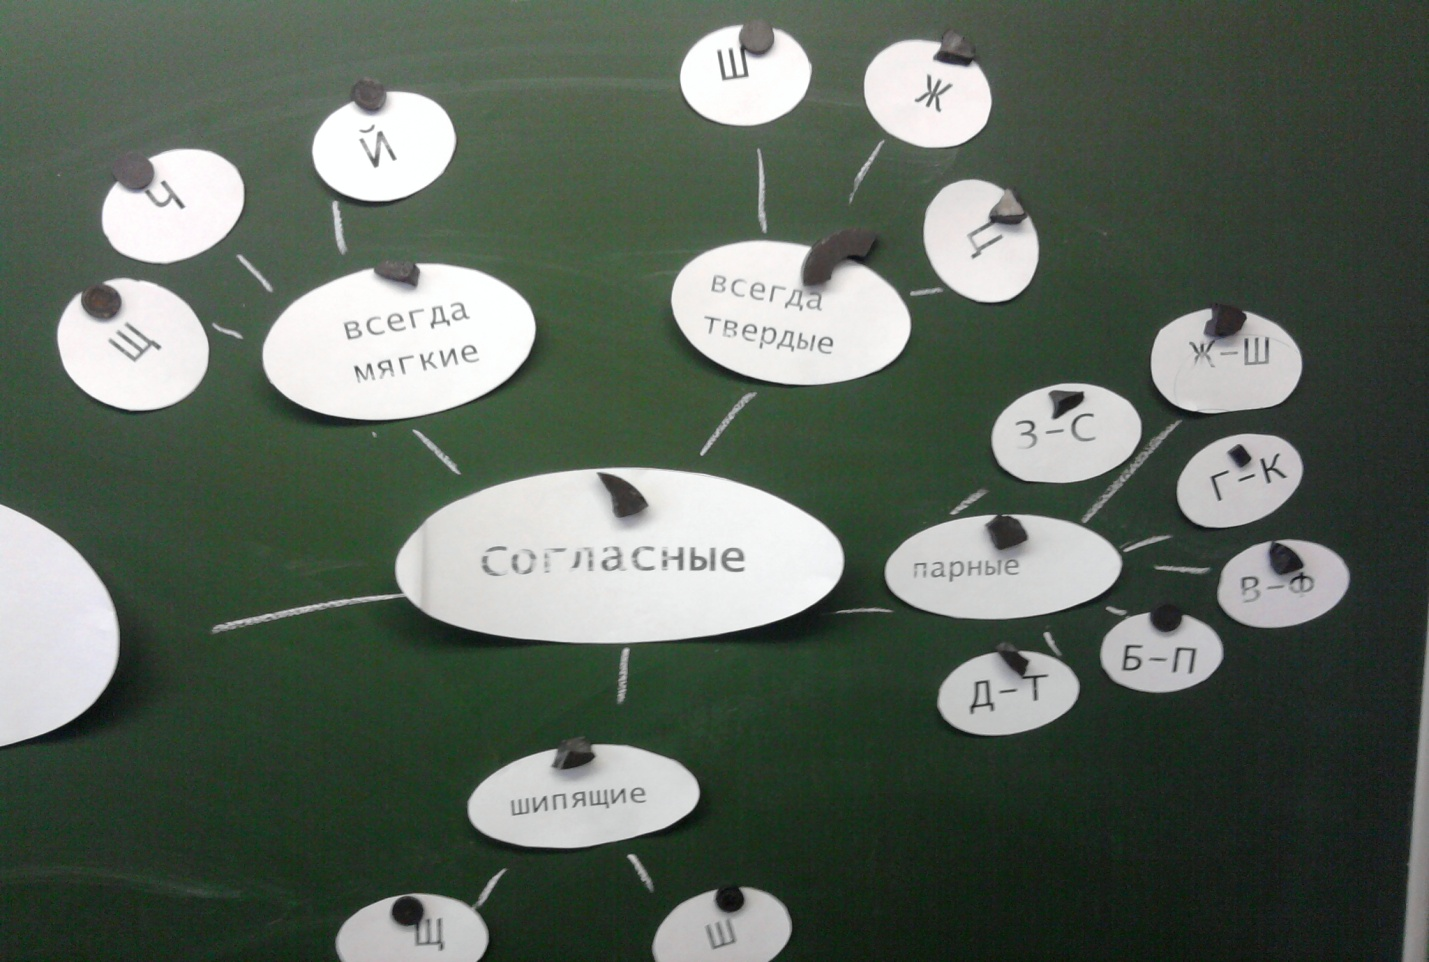 Ш
Ж
Й
Ч
Ц
Щ
всегда
мягкие
всегда
твердые
Ж-Ш
З-С
Г-К
В-Ф
Б-П
Д-Т
Согласные
парные
шипящие
Щ
Ш